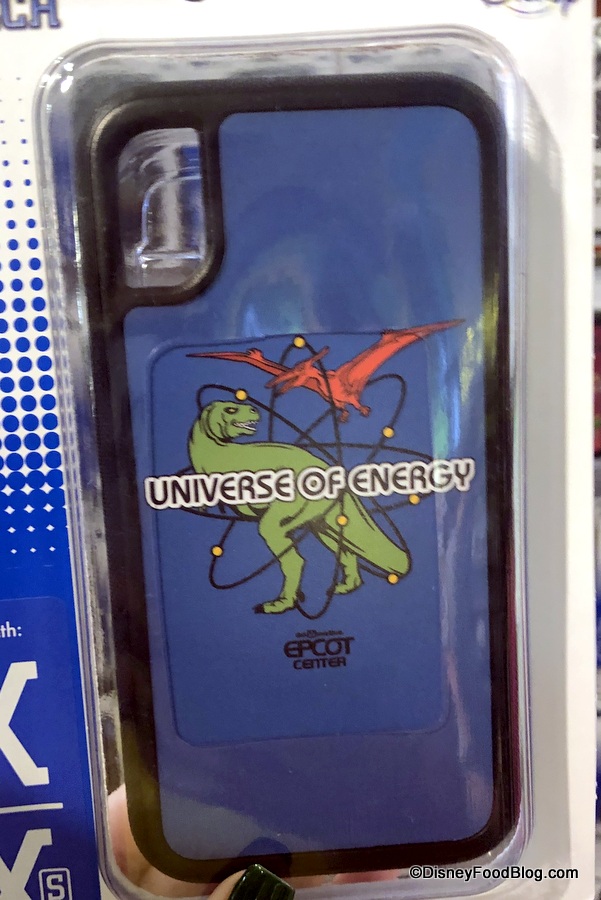 UNIVERSE OF ENERGY
EPCOT
CENTER
th:
X
X S
©DisneyFoodBlog.com